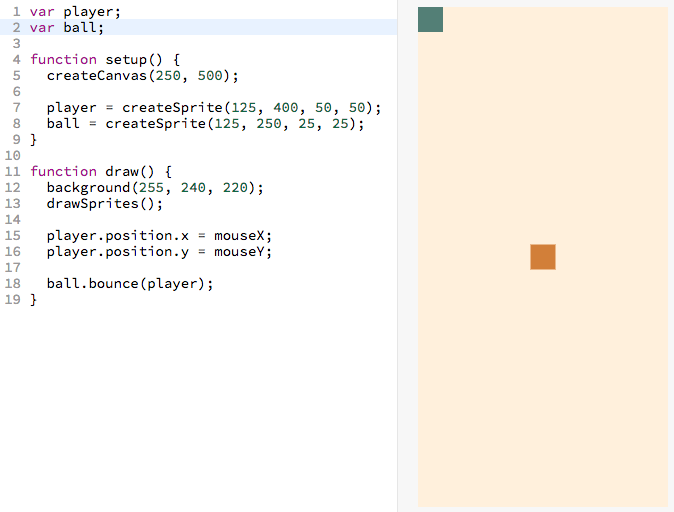 1 var player;
2 var ball;
3
4 function setup() {
5   createCanvas(250, 500);
6
7   player = createSprite(125, 400, 50, 50);
8   ball = createSprite(125, 250, 25, 25);
9 }
10
11 function draw() {
12   background(255, 240, 220);
13   drawSprites();
14
15   player.position.x = mouseX;
16   player.position.y = mouseY;
17
18   ball.bounce(player);
19 }